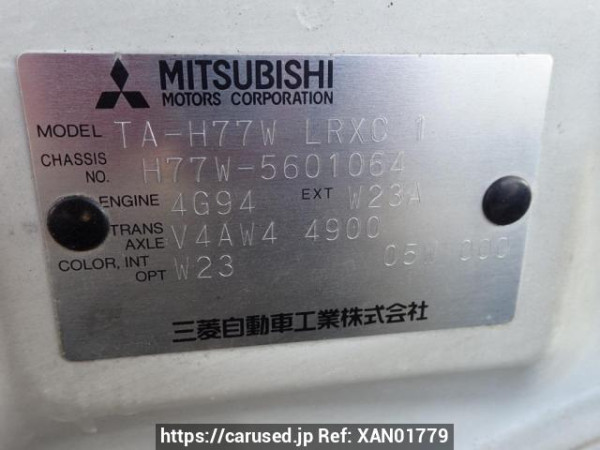 MITSUBISHI
MOTORS CORPORATION
MODEL TA-H77W LRXC 1
CHASSIS NO. H77W-5601064
ENGINE 4G94 EXT W23A
TRANS AXLE V4AW4 4900
COLOR, INT OPT W23 05W 000
三菱自動車工業株式会社
https://carused.jp Ref: XAN01779